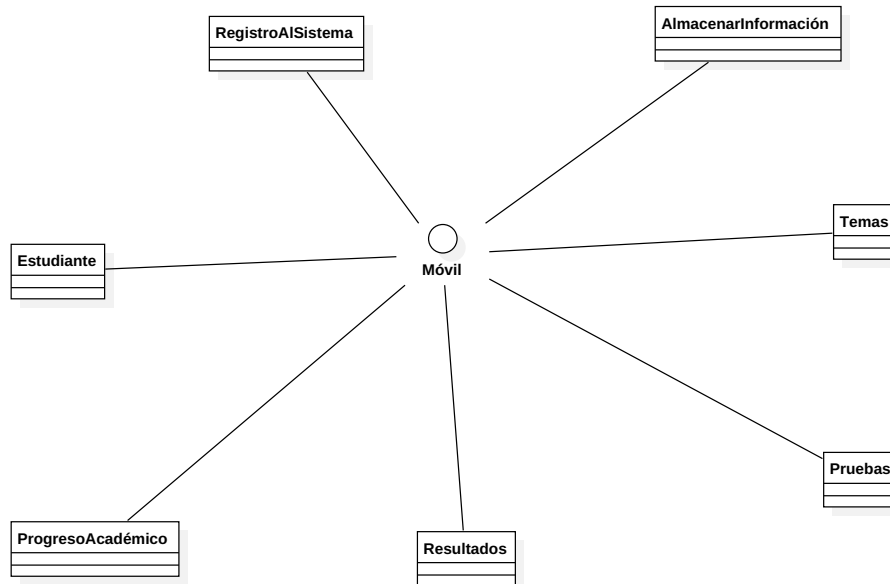 RegistroAlSistema
AlmacenarInformación
Temas
Estudiante
Móvil
Pruebas
ProgresoAcadémico
Resultados